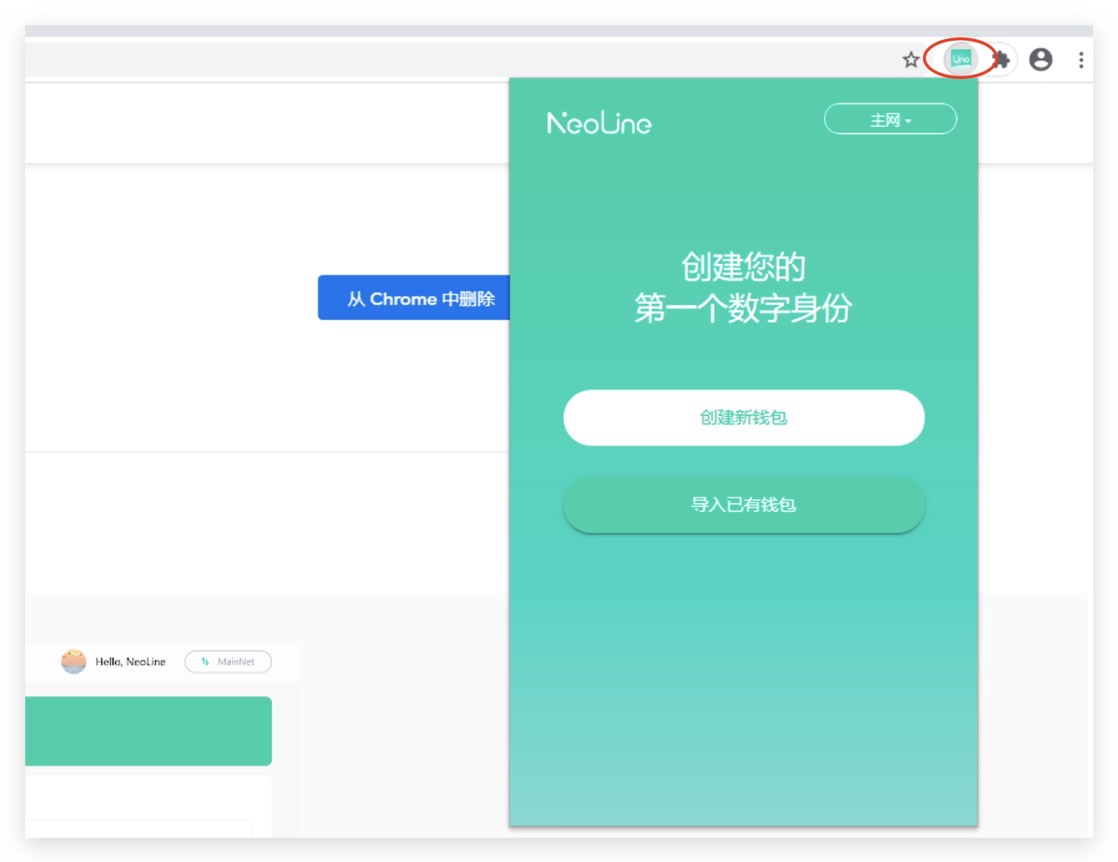 Line
NeoLine
主网
创建您的
第一个数字身份
从 Chrome 中删除
创建新钱包
导入已有钱包
Hello, NeoLine
MainNet